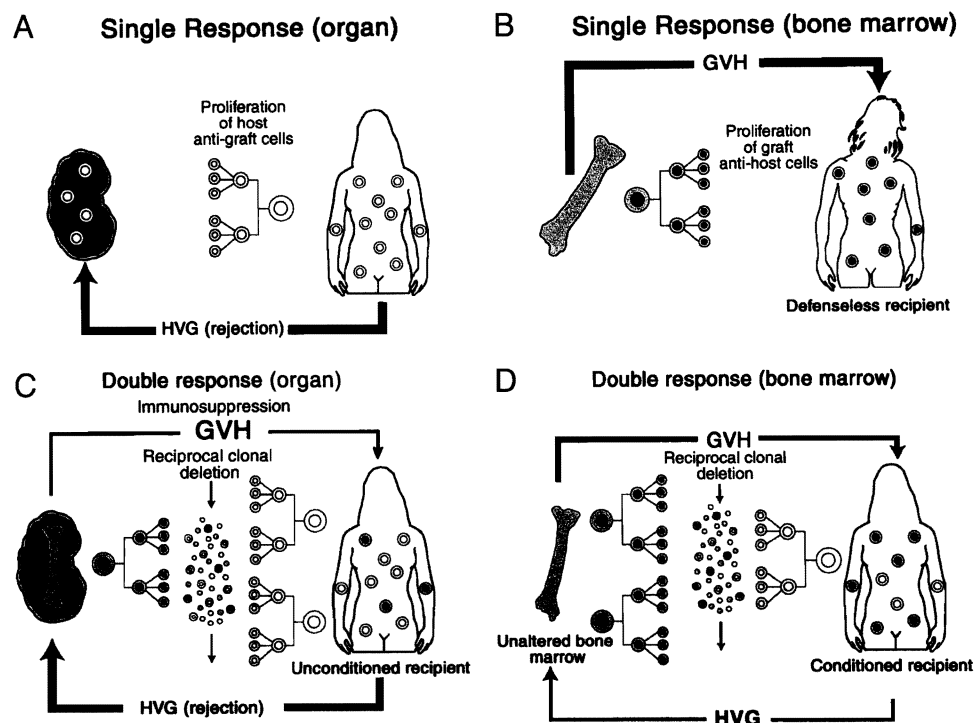 A
Single Response (organ)
Proliferation
of host
anti-graft cells
HVG (rejection)
B
Single Response (bone marrow)
GVH
Proliferation
of graft
anti-host cells
Defenseless recipient
C
Double response (organ)
Immunosuppression
GVH
Reciprocal clonal
deletion
Unconditioned recipient
HVG (rejection)
D
Double response (bone marrow)
GVH
Reciprocal clonal
deletion
Unaltered bone
marrow
Conditioned recipient
HVG